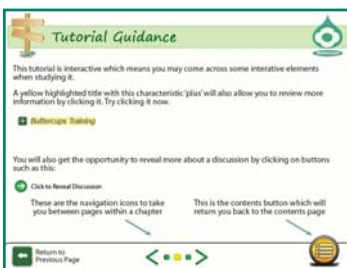 Tutorial Guidance
This tutorial is interactive which means you may come across some interative elements
when studying it.
A yellow highlighted title with this characteristic 'plus' will also allow you to review more
information by clicking it. Try clicking it now.
Buttercups Training
You will also get the opportunity to reveal more about a discussion by clicking on buttons
such as this:
Click to Reveal Discussion
These are the navigation icons to take
you between pages within a chapter
This is the contents button which will
return you back to the contents page
Return to
Previous Page